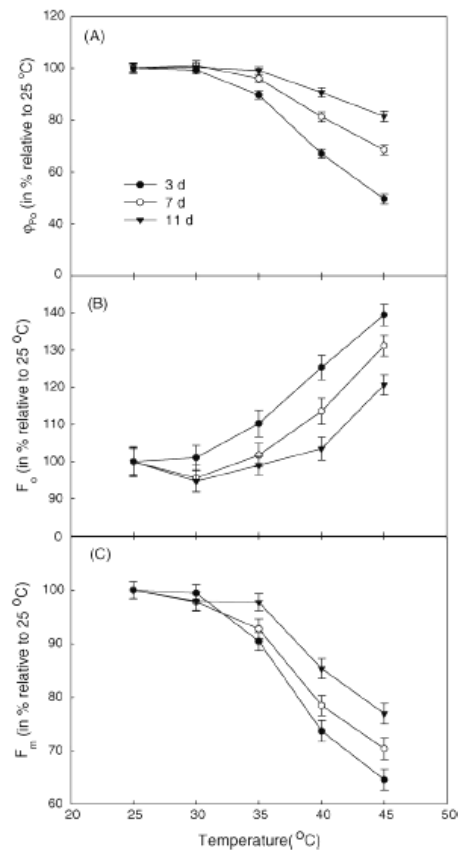 (A)
120
100
80
60
40
20
0
φPo (in % relative to 25 °C)
3 d
7 d
11 d
(B)
140
130
120
110
100
90
0
Fo (in % relative to 25 °C)
(C)
100
90
80
70
60
Fm (in % relative to 25 °C)
20 25 30 35 40 45 50
Temperature(°C)